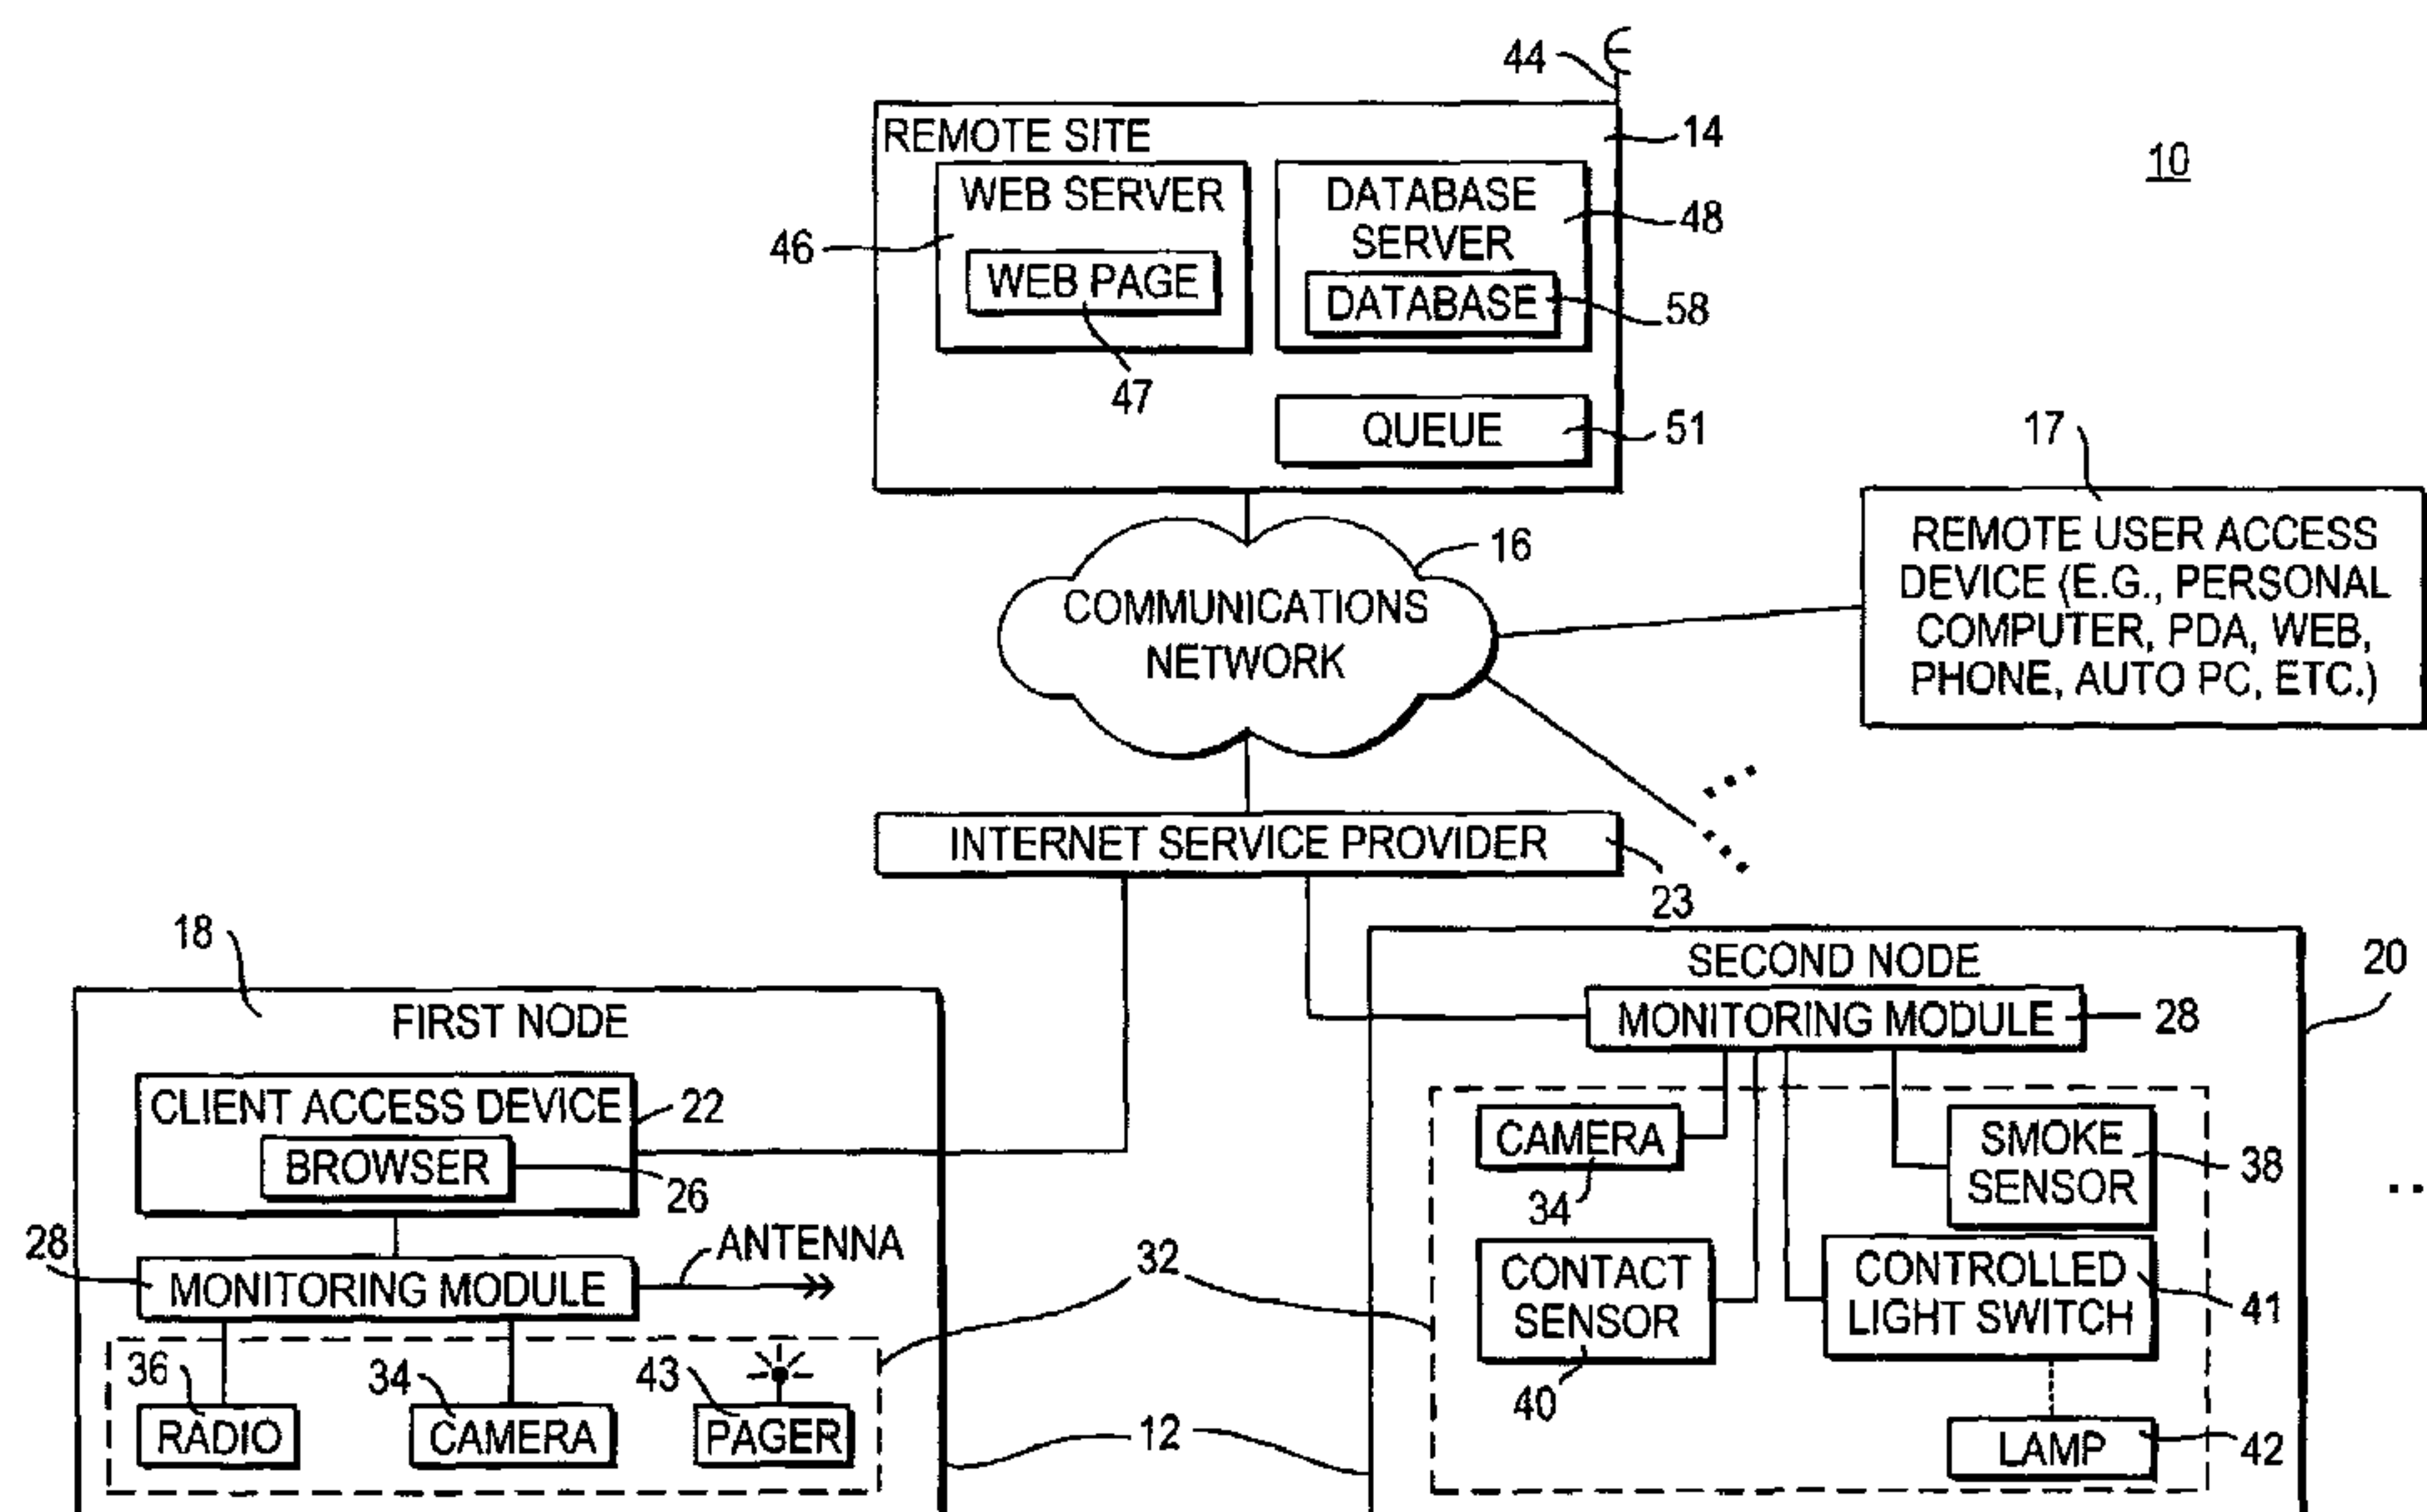 44
REMOTE SITE
14
10
WEB SERVER
46
WEB PAGE
47
DATABASE
SERVER
48
DATABASE
58
QUEUE
51
16
COMMUNICATIONS
NETWORK
17
REMOTE USER ACCESS
DEVICE (E.G., PERSONAL
COMPUTER, PDA, WEB,
PHONE, AUTO PC, ETC.)
INTERNET SERVICE PROVIDER
23
18
FIRST NODE
CLIENT ACCESS DEVICE
22
BROWSER
26
28
MONITORING MODULE
ANTENNA
32
36
RADIO
34
CAMERA
43
PAGER
12
SECOND NODE
20
MONITORING MODULE
28
CAMERA
34
SMOKE
SENSOR
38
CONTACT
SENSOR
40
CONTROLLED
LIGHT SWITCH
41
LAMP
42